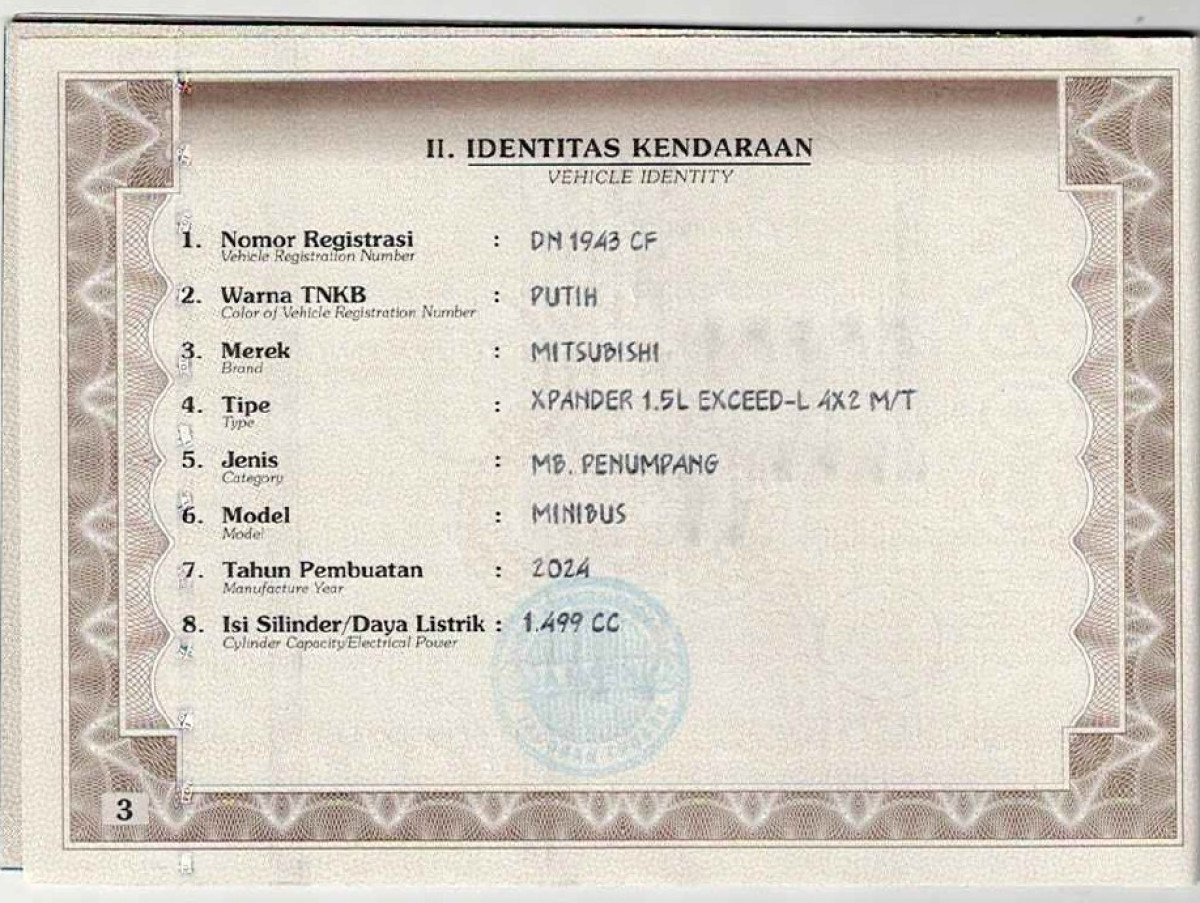 II. IDENTITAS KENDARAAN
VEHICLE IDENTITY
1. Nomor Registrasi : DN 1943 CF
Vehicle Registration Number
2. Warna TNKB : PUTIH
Color of Vehicle Registration Number
3. Merek : MITSUBISHI
Brand
4. Tipe : XPANDER 1.5L EXCEED-L 4X2 M/T
Type
5. Jenis : MB. PENUMPANG
Category
6. Model : MINIBUS
Model
7. Tahun Pembuatan : 2024
Manufacture Year
8. Isi Silinder/Daya Listrik : 1.499 CC
Cylinder Capacity/Electrical Power
3